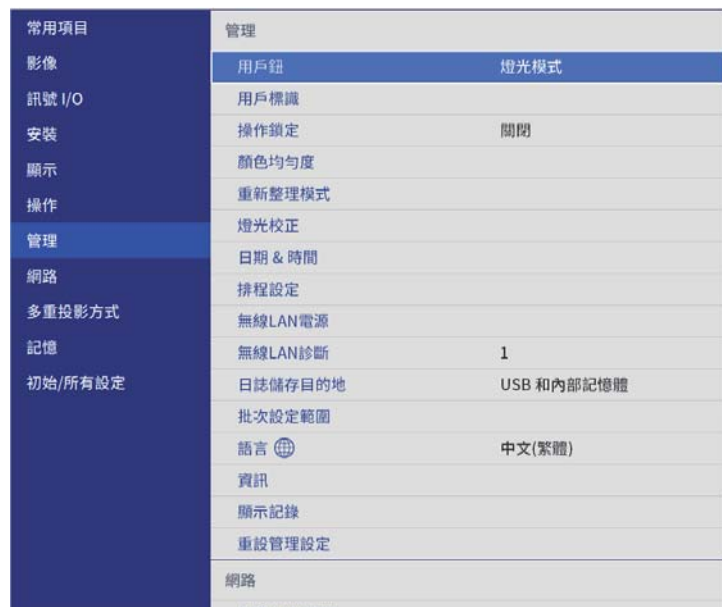 常用項目
影像
訊號 I/O
安裝
顯示
操作
管理
網路
多重投影方式
記憶
初始/所有設定
管理
用戶鈕 燈光模式
用戶標識
操作鎖定 關閉
顏色均勻度
重新整理模式
燈光校正
日期 & 時間
排程設定
無線LAN電源
無線LAN診斷 1
日誌儲存目的地 USB 和內部記憶體
批次設定範圍
語言 中文(繁體)
資訊
顯示記錄
重設管理設定
網路